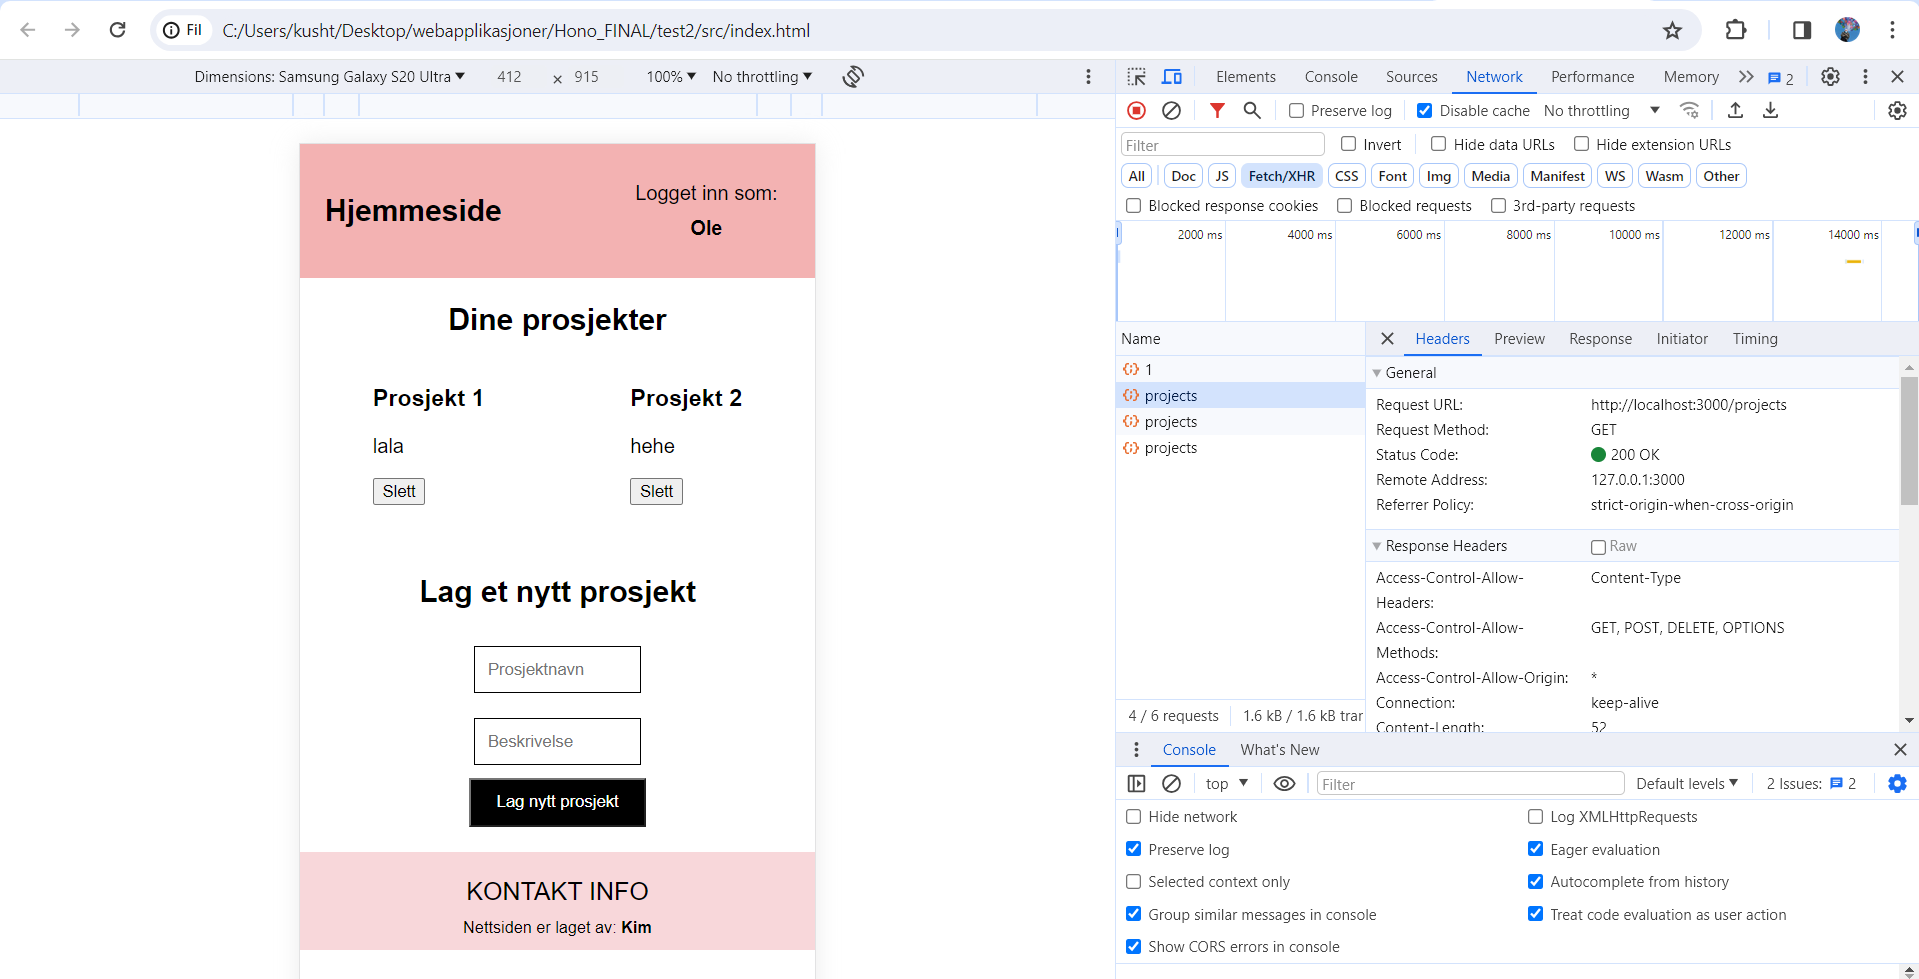 Fil C:/Users/kusht/Desktop/webapplikasjoner/Hono_FINAL/test2/src/index.html
Dimensions: Samsung Galaxy S20 Ultra ▼ 412 × 915 100% ▼ No throttling ▼
Hjemmeside
Logget inn som:
Ole
Dine prosjekter
Prosjekt 1
lala
Slett
Prosjekt 2
hehe
Slett
Lag et nytt prosjekt
Prosjektnavn
Beskrivelse
Lag nytt prosjekt
KONTAKT INFO
Nettsiden er laget av: Kim
Elements Console Sources Network Performance Memory 2
Preserve log Disable cache No throttling
Filter Invert Hide data URLs Hide extension URLs
All Doc JS Fetch/XHR CSS Font Img Media Manifest WS Wasm Other
Blocked response cookies Blocked requests 3rd-party requests
2000 ms 4000 ms 6000 ms 8000 ms 10000 ms 12000 ms 14000 ms
Name
1
projects
projects
projects
4 / 6 requests 1.6 kB / 1.6 kB trar
Headers Preview Response Initiator Timing
General
Request URL: http://localhost:3000/projects
Request Method: GET
Status Code: 200 OK
Remote Address: 127.0.0.1:3000
Referrer Policy: strict-origin-when-cross-origin
Response Headers Raw
Access-Control-Allow- Content-Type
Headers:
Access-Control-Allow- GET, POST, DELETE, OPTIONS
Methods:
Access-Control-Allow-Origin: *
Connection: keep-alive
Content-Length: 52
Console What's New
top Filter Default levels 2 Issues: 2
Hide network Log XMLHttpRequests
Preserve log Eager evaluation
Selected context only Autocomplete from history
Group similar messages in console Treat code evaluation as user action
Show CORS errors in console